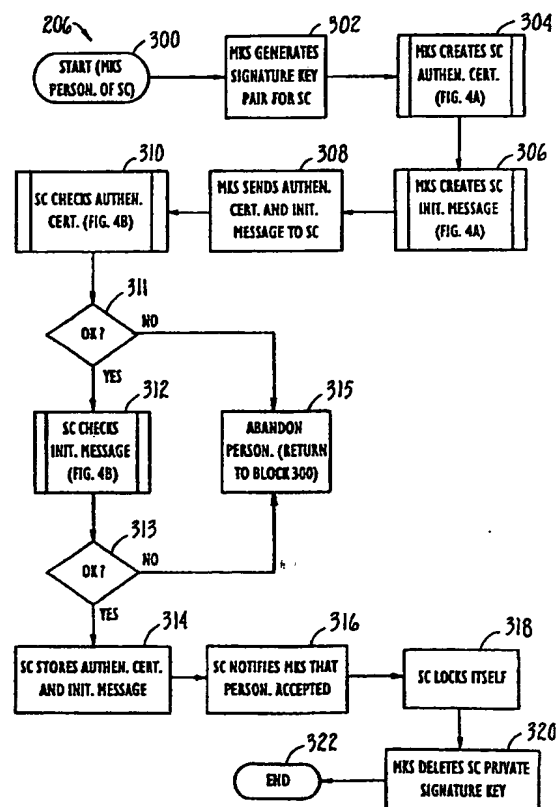 206
300
START (MKS
PERSON. OF SC)
302
MKS GENERATES
SIGNATURE KEY
PAIR FOR SC
304
MKS CREATES SC
AUTHEN. CERT.
(FIG. 4A)
310
SC CHECKS AUTHEN.
CERT. (FIG. 4B)
308
MKS SENDS AUTHEN.
CERT. AND INIT.
MESSAGE TO SC
306
MKS CREATES SC
INIT. MESSAGE
(FIG. 4A)
311
OK?
NO
YES
312
SC CHECKS
INIT. MESSAGE
(FIG. 4B)
315
ABANDON
PERSON. (RETURN
TO BLOCK 300)
313
OK?
NO
YES
314
SC STORES AUTHEN. CERT.
AND INIT. MESSAGE
316
SC NOTIFIES MKS THAT
PERSON. ACCEPTED
318
SC LOCKS ITSELF
320
MKS DELETES SC PRIVATE
SIGNATURE KEY
322
END